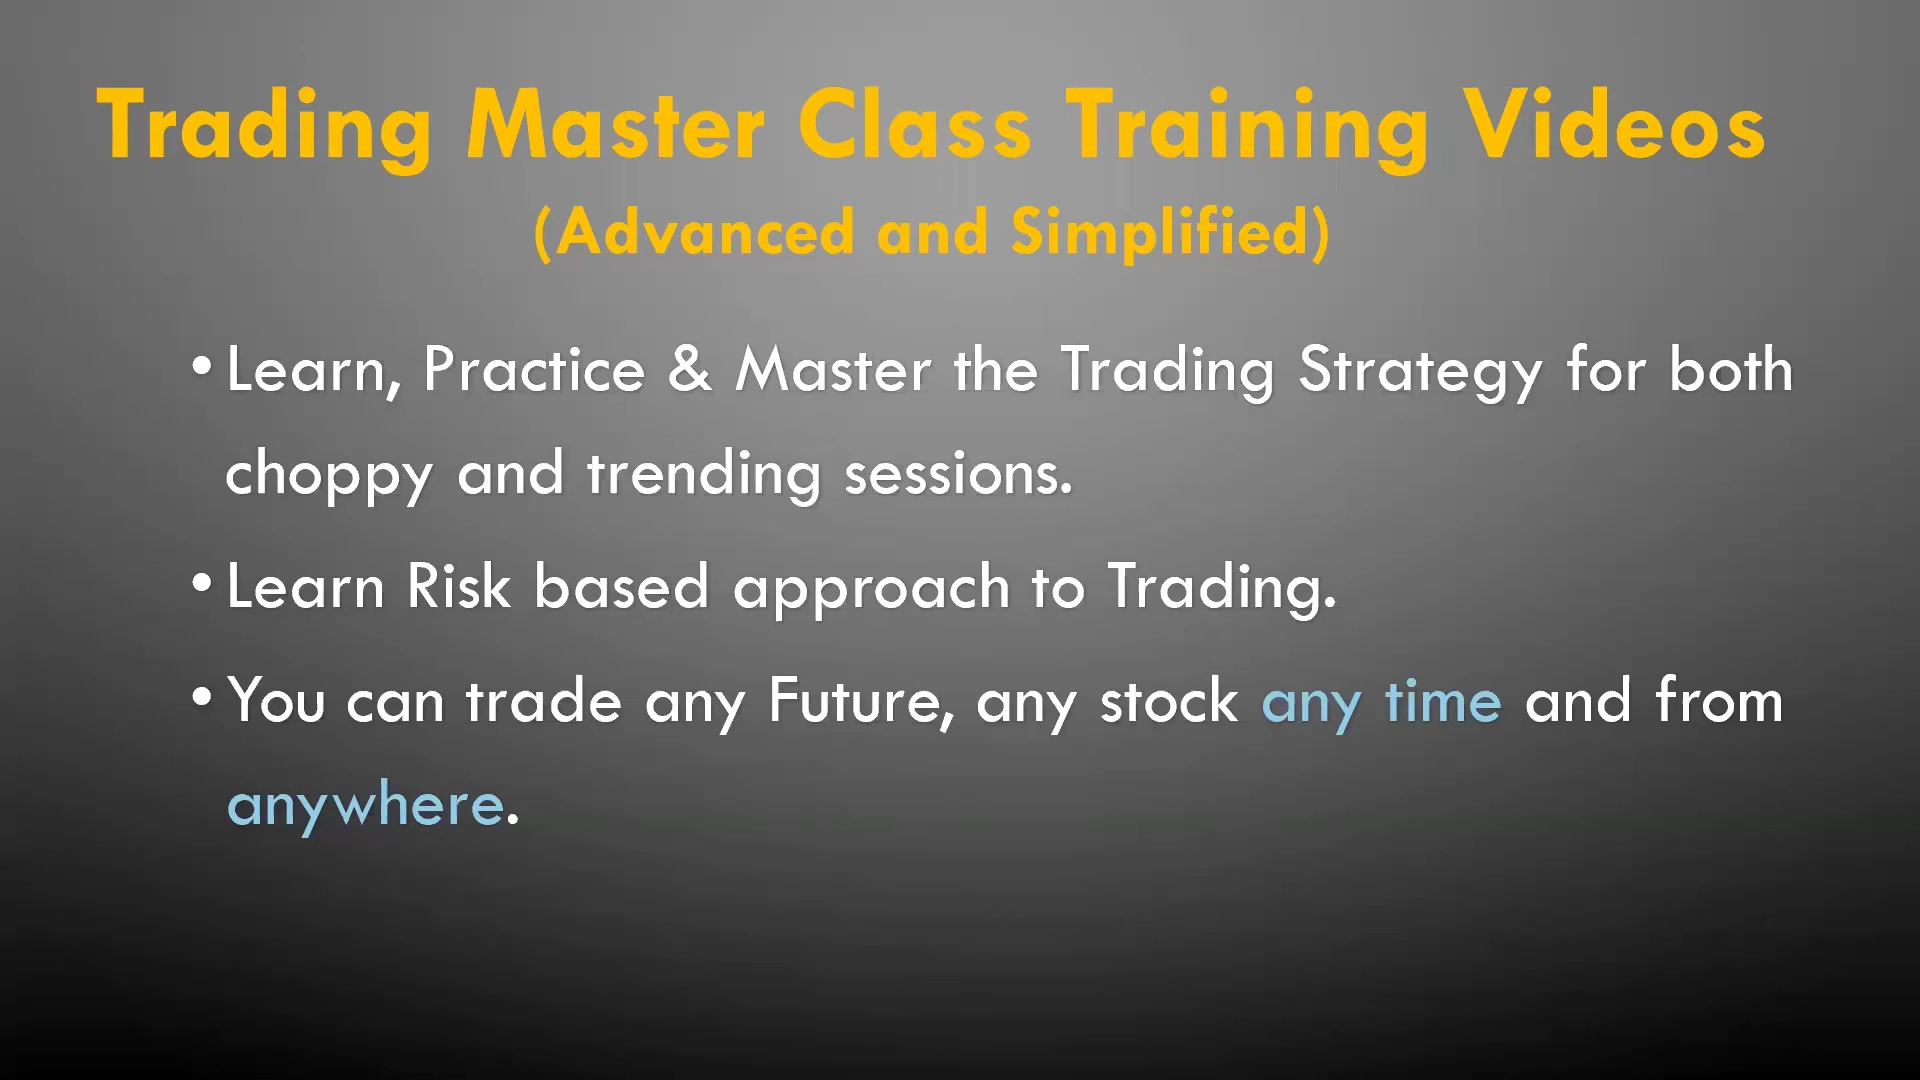 Trading Master Class Training Videos
(Advanced and Simplified)
• Learn, Practice & Master the Trading Strategy for both
choppy and trending sessions.
• Learn Risk based approach to Trading.
• You can trade any Future, any stock any time and from
anywhere.